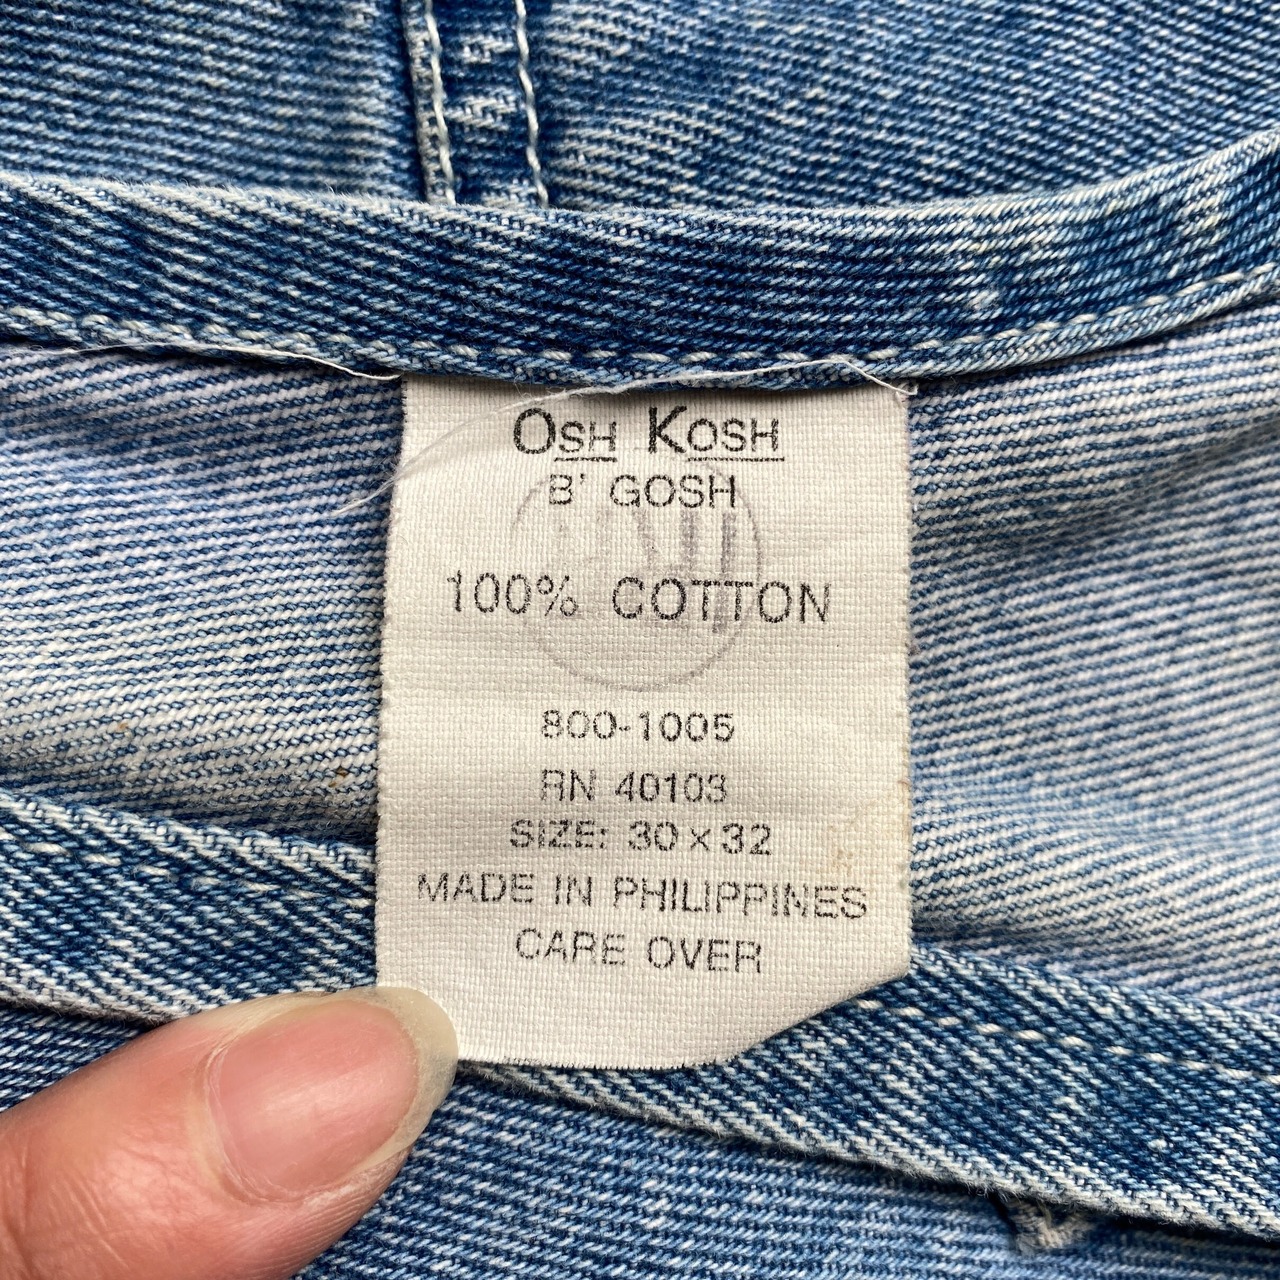 OSH KOSH
B' GOSH
100% COTTON
800-1005
RN 40103
SIZE: 30 x 32
MADE IN PHILIPPINES
CARE OVER